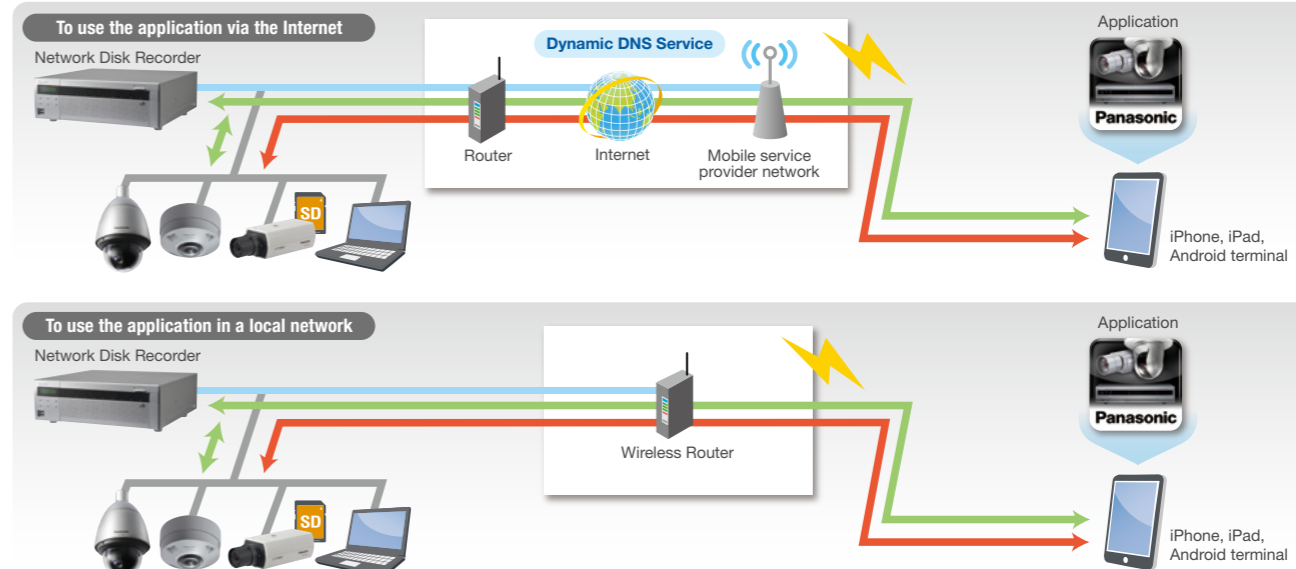 To use the application via the Internet
Network Disk Recorder
Dynamic DNS Service
Application
Panasonic
Router
Internet
Mobile service
provider network
SD
iPhone, iPad,
Android terminal
To use the application in a local network
Network Disk Recorder
Application
Panasonic
Wireless Router
SD
iPhone, iPad,
Android terminal